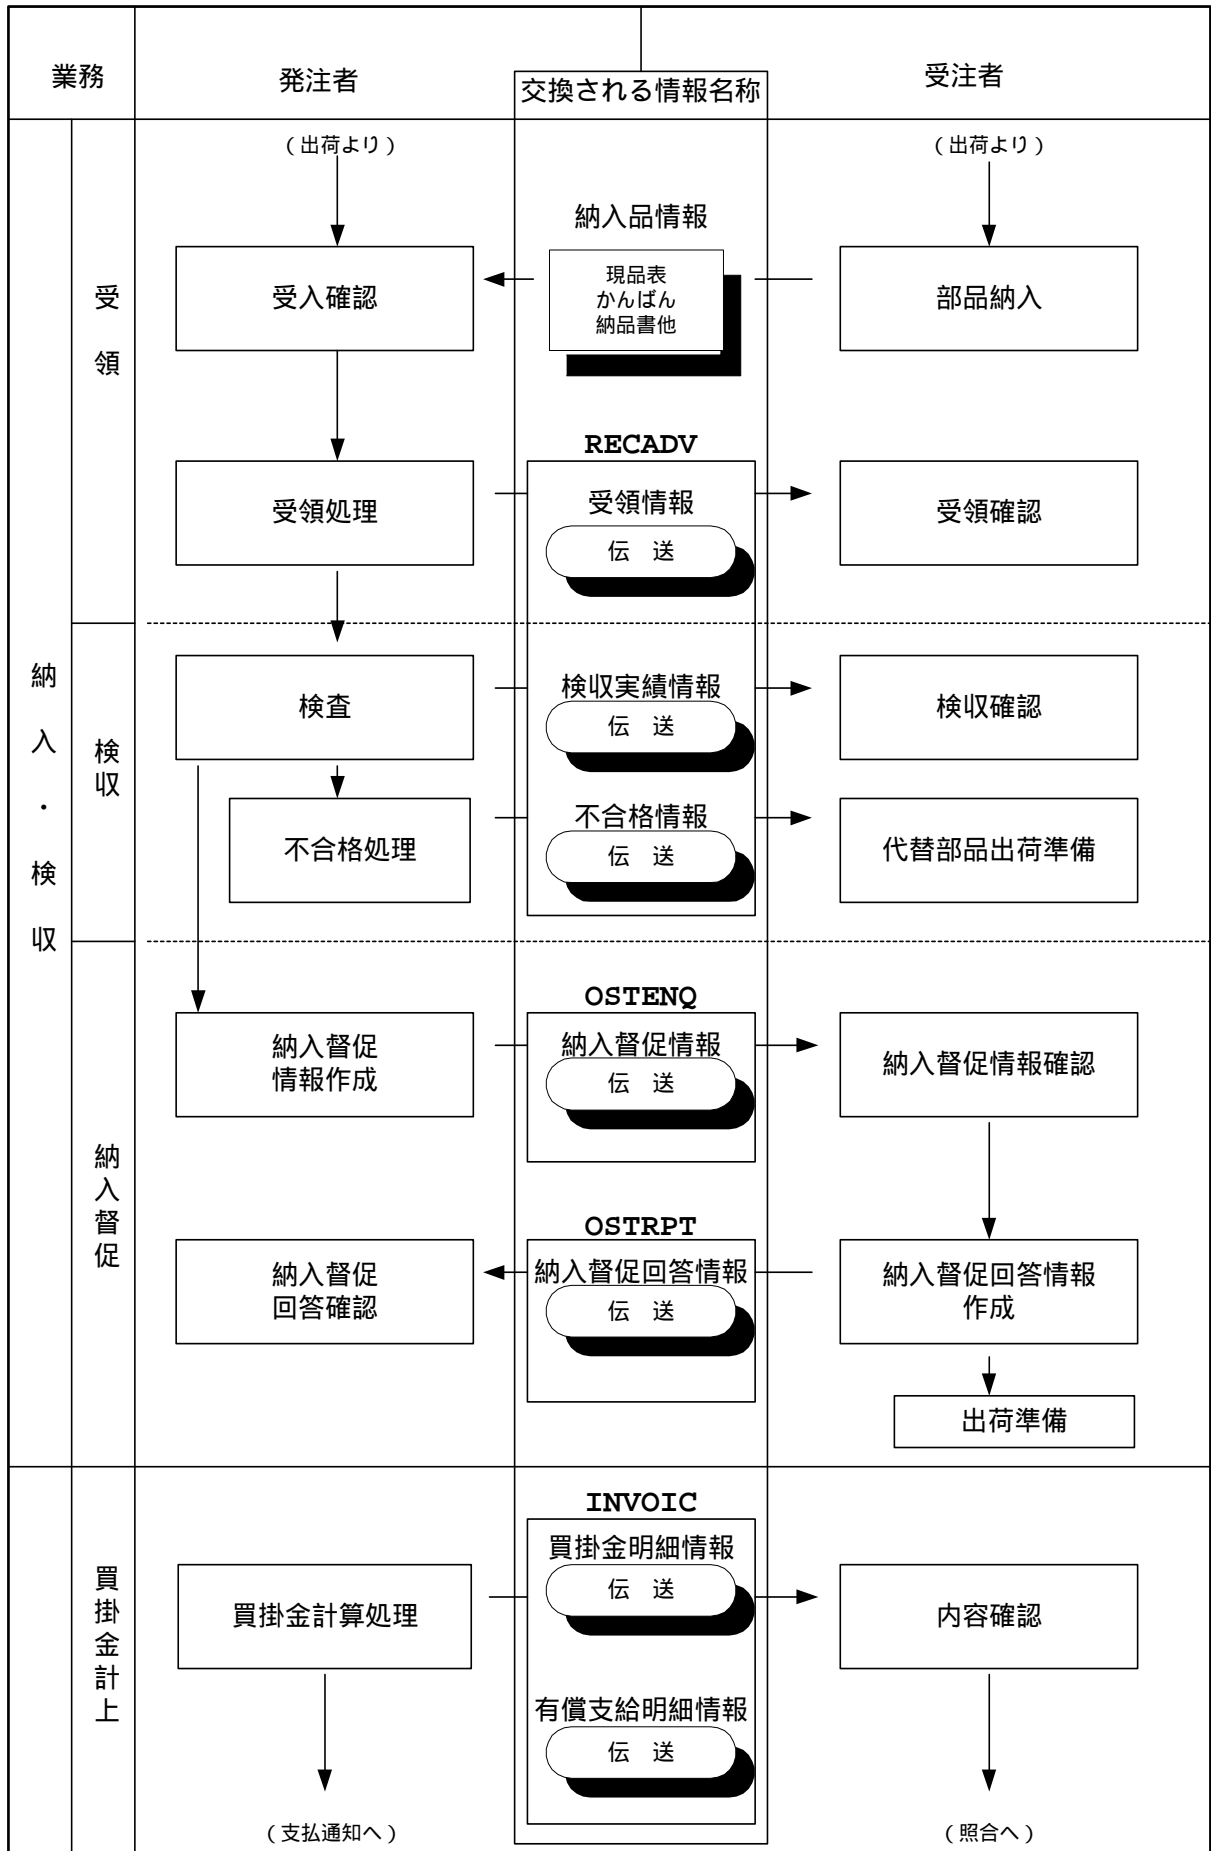 業務
発注者
交換される情報名称
受注者
(出荷より)
(出荷より)
納入・検収
受領
納入品情報
受入確認
現品表
かんばん
納品書他
部品納入
RECADV
受領処理
受領情報
伝 送
受領確認
検収
検査
検収実績情報
伝 送
検収確認
不合格処理
不合格情報
伝 送
代替部品出荷準備
納入督促
OSTENQ
納入督促
情報作成
納入督促情報
伝 送
納入督促情報確認
OSTRPT
納入督促
回答確認
納入督促回答情報
伝 送
納入督促回答情報
作成
出荷準備
買掛金計上
INVOIC
買掛金計算処理
買掛金明細情報
伝 送
内容確認
有償支給明細情報
伝 送
(支払通知へ)
(照合へ)